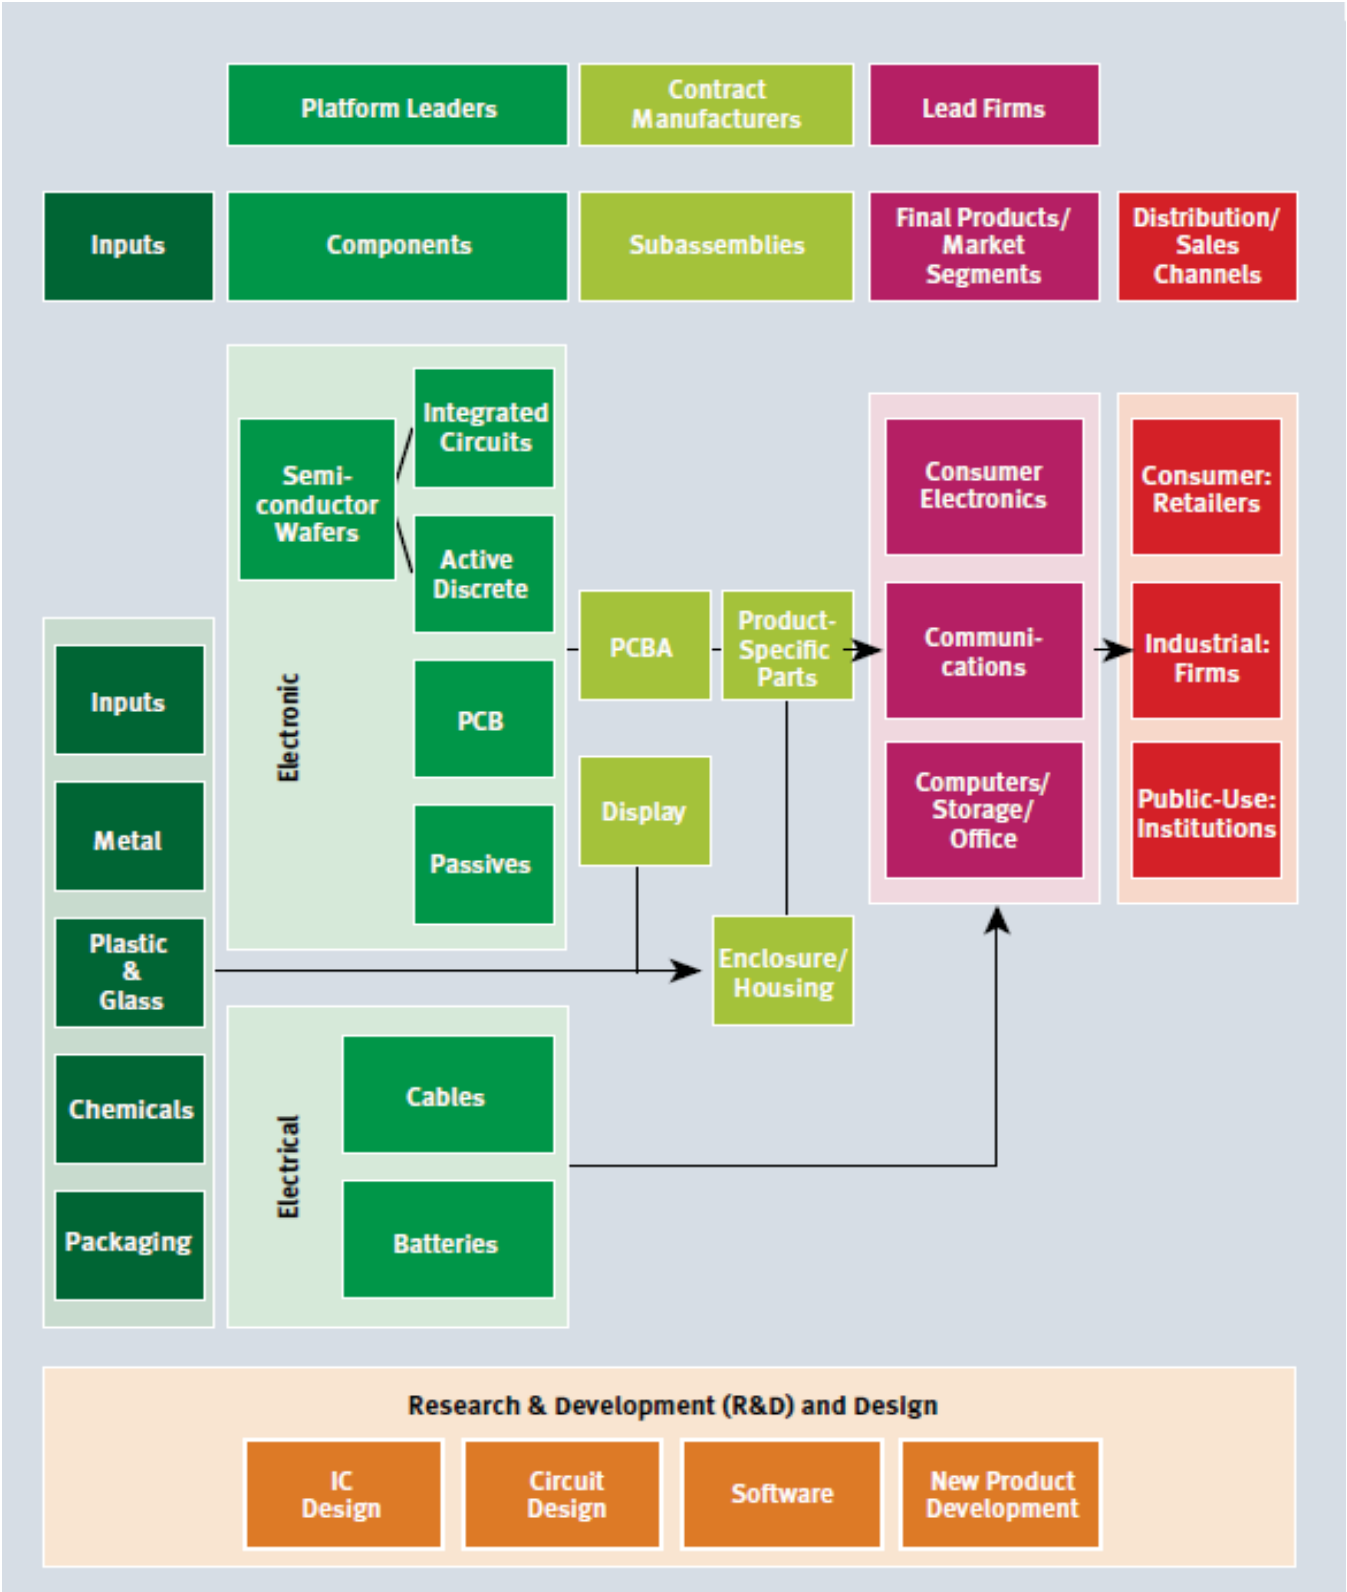 Platform Leaders
Contract
Manufacturers
Lead Firms
Inputs
Components
Subassemblies
Final Products/
Market
Segments
Distribution/
Sales
Channels
Semi-
conductor
Wafers
Integrated
Circuits
Active
Discrete
PCB
Passives
Electronic
Inputs
Metal
Plastic
&
Glass
Chemicals
Packaging
PCBA
Product-
Specific
Parts
Display
Enclosure/
Housing
Consumer
Electronics
Communi-
cations
Computers/
Storage/
Office
Consumer:
Retailers
Industrial:
Firms
Public-Use:
Institutions
Electrical
Cables
Batteries
Research & Development (R&D) and Design
IC
Design
Circuit
Design
Software
New Product
Development